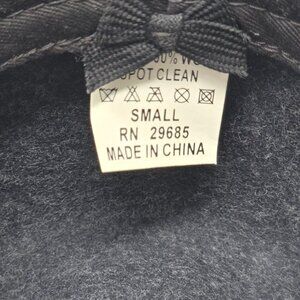 SPOT CLEAN
SMALL
RN 29685
MADE IN CHINA